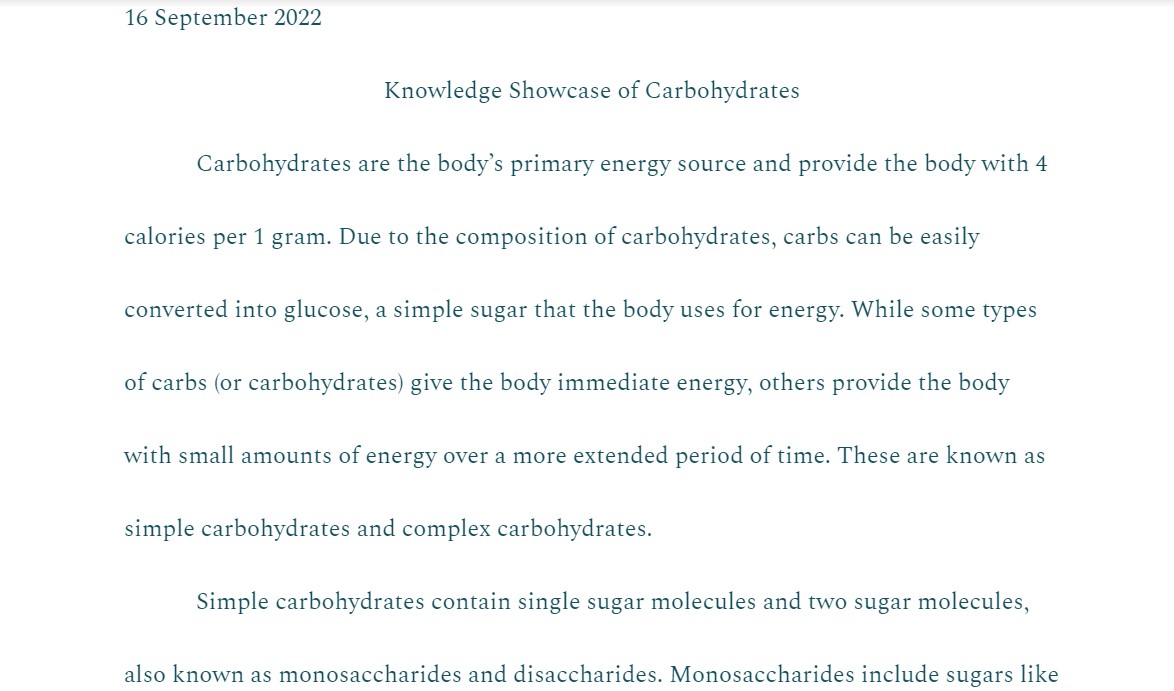 16 September 2022
Knowledge Showcase of Carbohydrates
Carbohydrates are the body’s primary energy source and provide the body with 4
calories per 1 gram. Due to the composition of carbohydrates, carbs can be easily
converted into glucose, a simple sugar that the body uses for energy. While some types
of carbs (or carbohydrates) give the body immediate energy, others provide the body
with small amounts of energy over a more extended period of time. These are known as
simple carbohydrates and complex carbohydrates.
Simple carbohydrates contain single sugar molecules and two sugar molecules,
also known as monosaccharides and disaccharides. Monosaccharides include sugars like